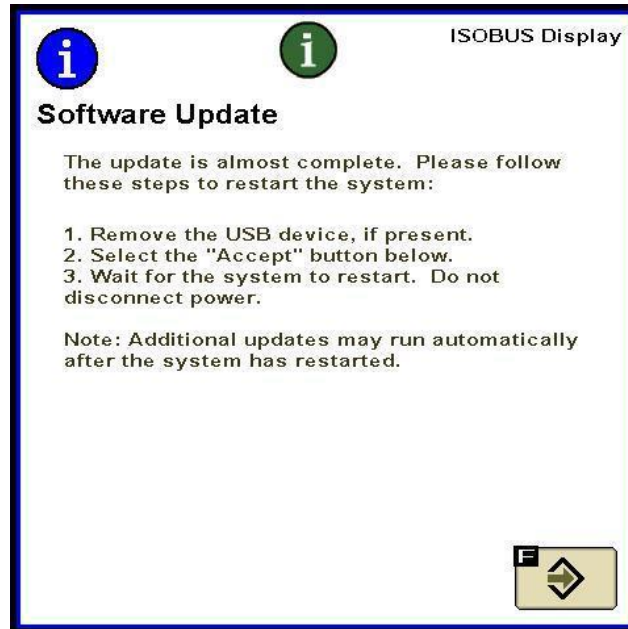 ISOBUS Display
Software Update
The update is almost complete.  Please follow
these steps to restart the system:
1. Remove the USB device, if present.
2. Select the "Accept" button below.
3. Wait for the system to restart.  Do not
disconnect power.
Note: Additional updates may run automatically
after the system has restarted.
F